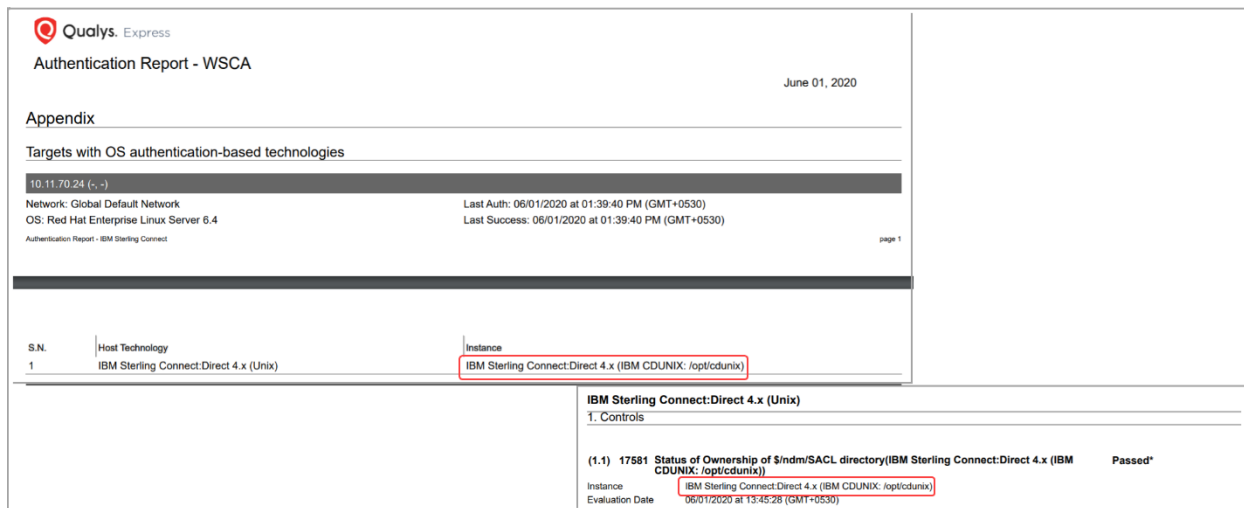 Qualys. Express
Authentication Report - WSCA
June 01, 2020
Appendix
Targets with OS authentication-based technologies
10.11.70.24 (-, -)
Network: Global Default Network Last Auth: 06/01/2020 at 01:39:40 PM (GMT+0530)
OS: Red Hat Enterprise Linux Server 6.4 Last Success: 06/01/2020 at 01:39:40 PM (GMT+0530)
Authentication Report - IBM Sterling Connect page 1
S.N. Host Technology Instance
1 IBM Sterling Connect:Direct 4.x (Unix) IBM Sterling Connect:Direct 4.x (IBM CDUNIX: /opt/cdunix)
IBM Sterling Connect:Direct 4.x (Unix)
1. Controls
(1.1) 17581 Status of Ownership of $/ndm/SACL directory(IBM Sterling Connect:Direct 4.x (IBM Passed*
CDUNIX: /opt/cdunix))
Instance IBM Sterling Connect:Direct 4.x (IBM CDUNIX: /opt/cdunix)
Evaluation Date 06/01/2020 at 13:45:28 (GMT+0530)